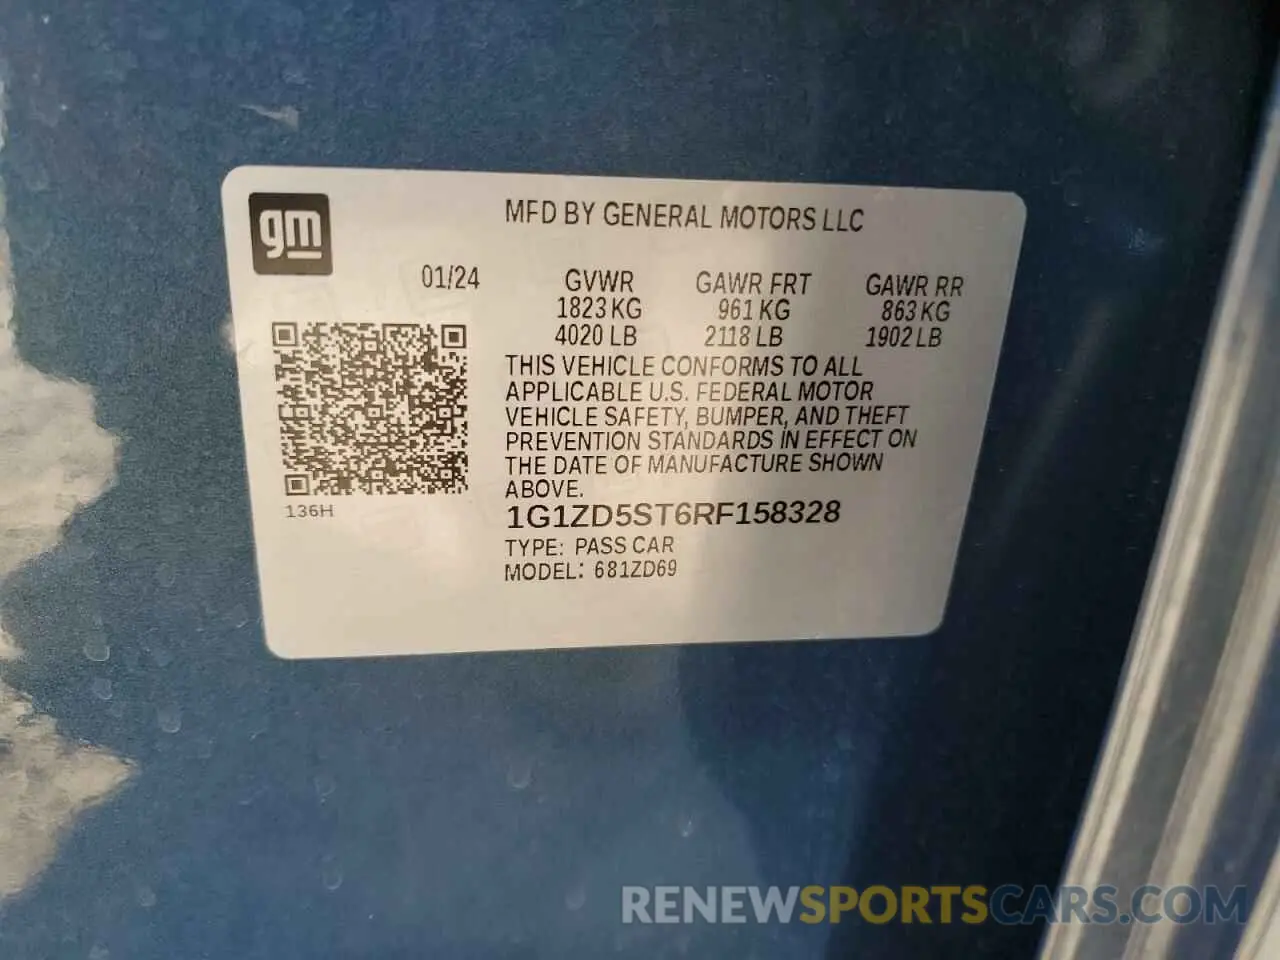 gm
MFD BY GENERAL MOTORS LLC
01/24 GVWR GAWR FRT GAWR RR
1823 KG 961 KG 863 KG
4020 LB 2118 LB 1902 LB
THIS VEHICLE CONFORMS TO ALL
APPLICABLE U.S. FEDERAL MOTOR
VEHICLE SAFETY, BUMPER, AND THEFT
PREVENTION STANDARDS IN EFFECT ON
THE DATE OF MANUFACTURE SHOWN
ABOVE.
136H
1G1ZD5ST6RF158328
TYPE: PASS CAR
MODEL: 681ZD69
RENEWSPORTSCARS.COM